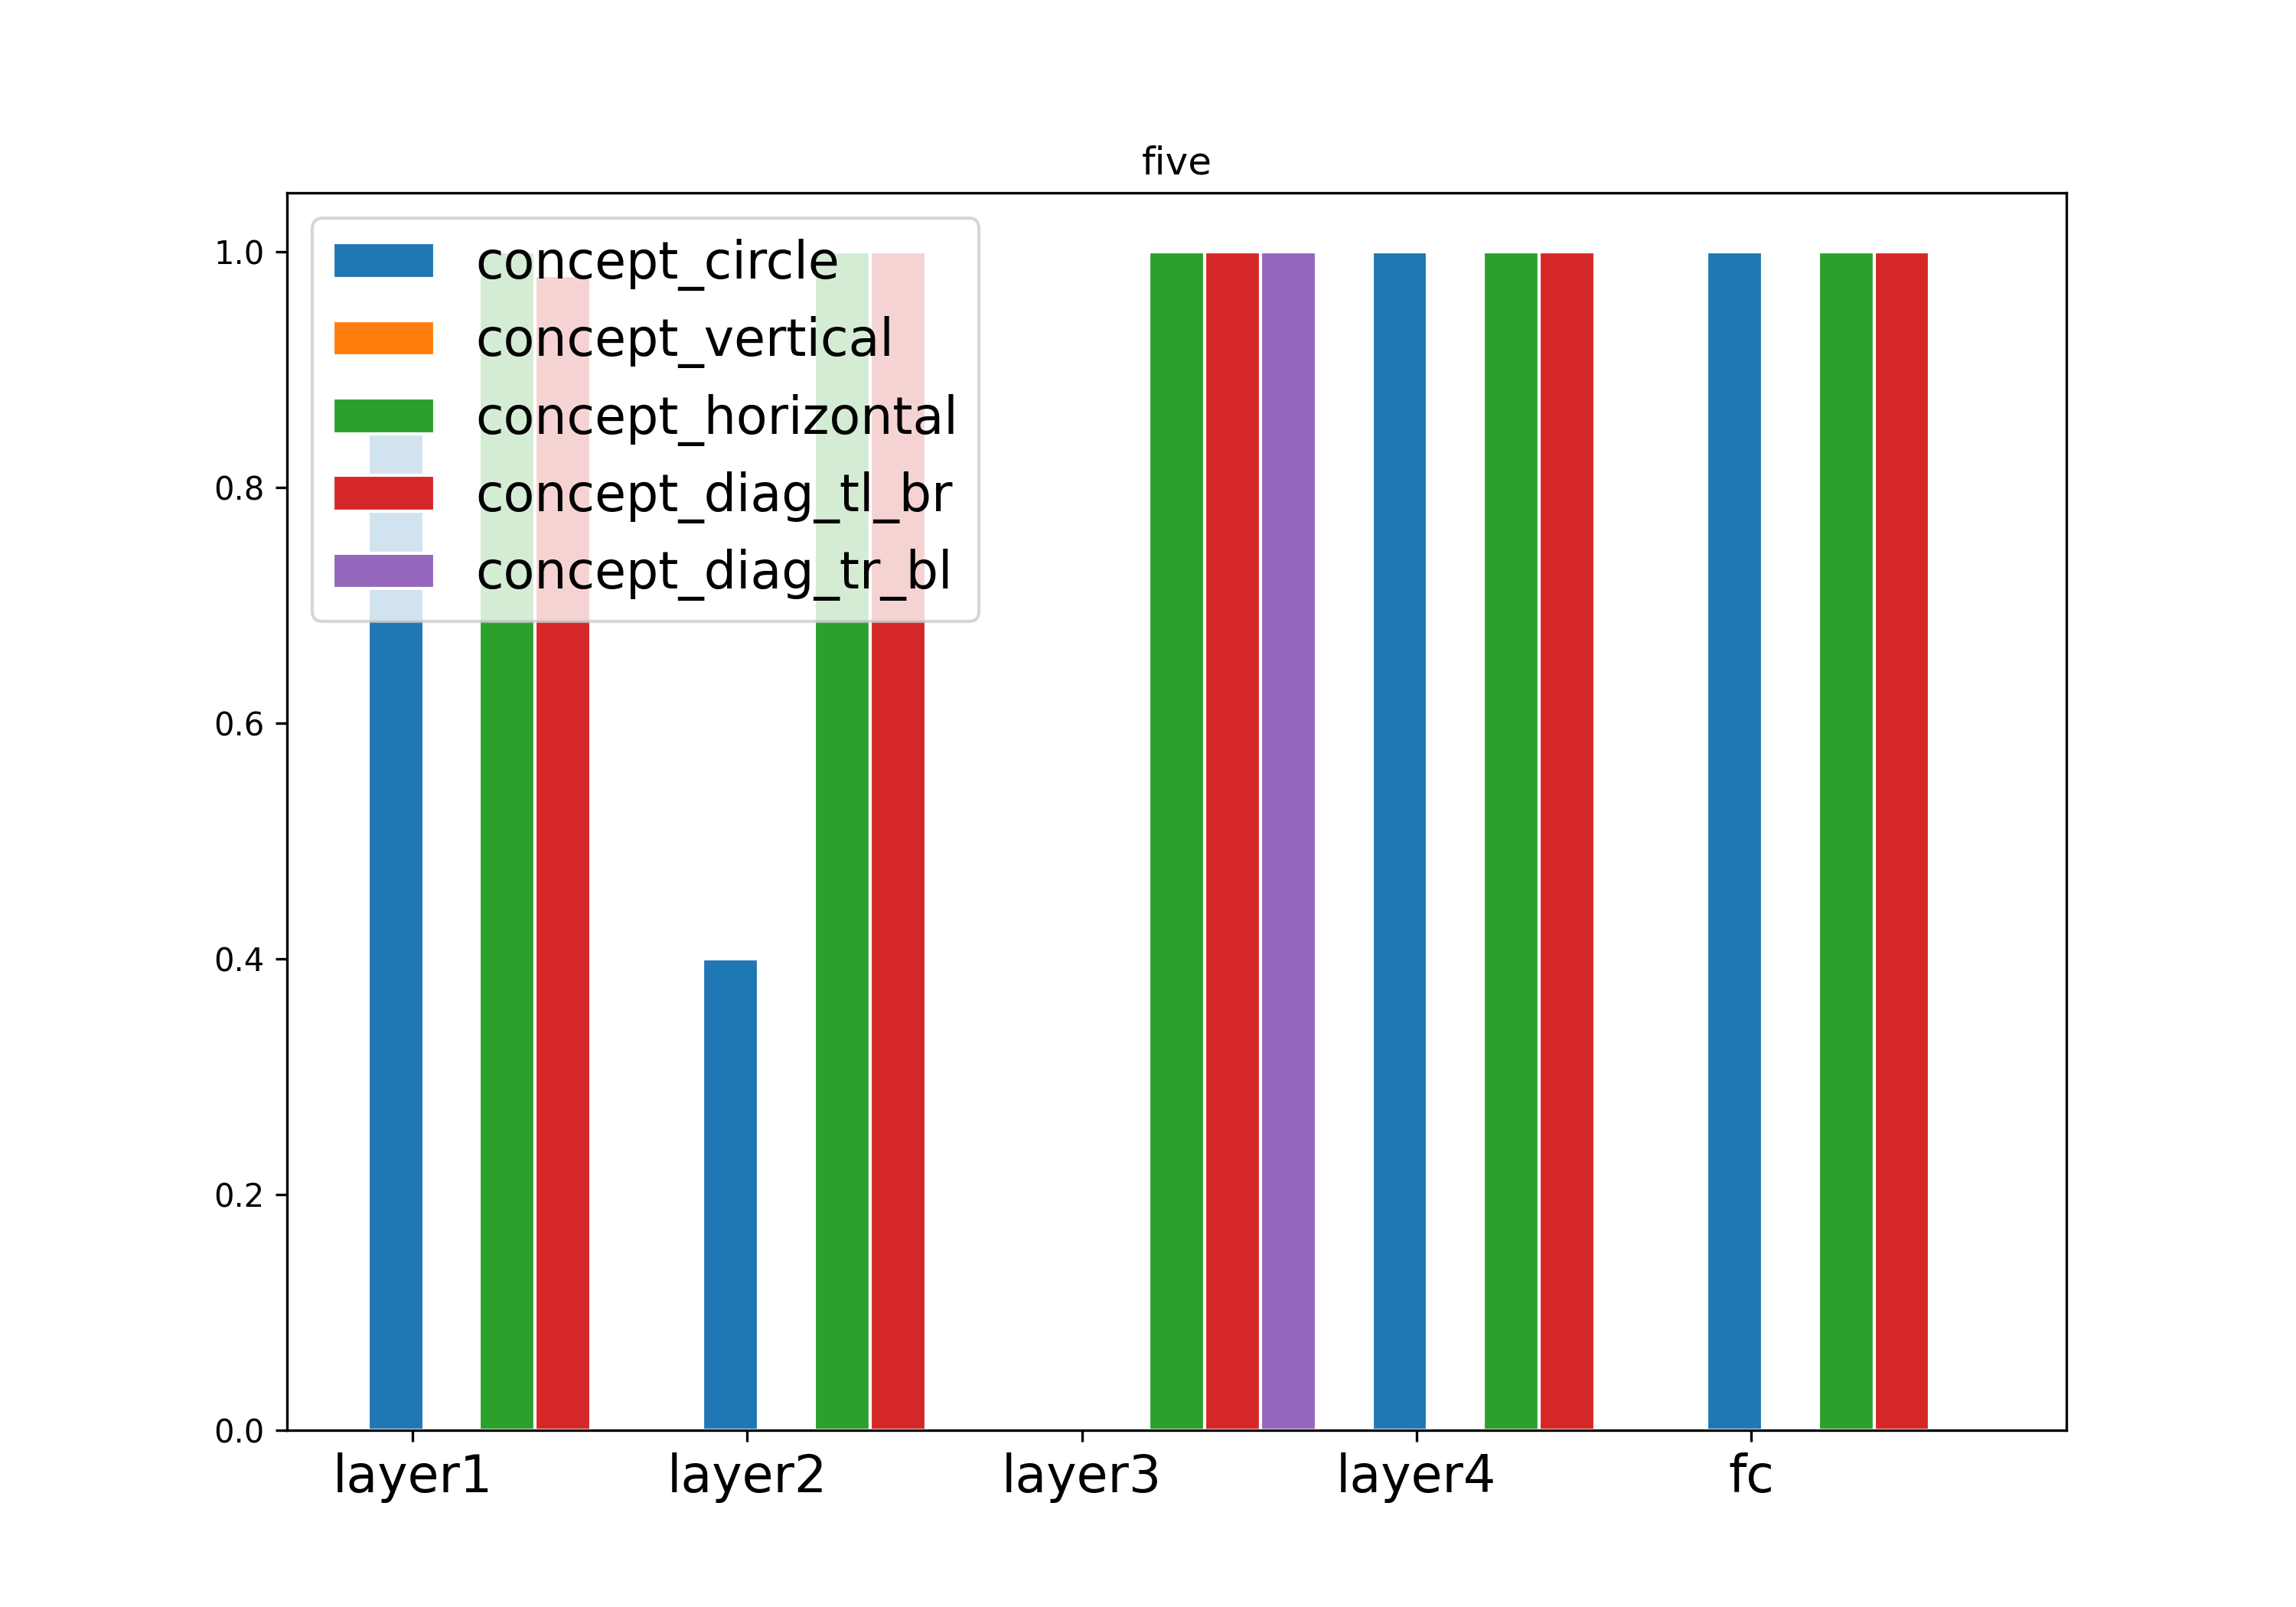 five
1.0
0.8
0.6
0.4
0.2
0.0
concept_circle
concept_vertical
concept_horizontal
concept_diag_tl_br
concept_diag_tr_bl
layer1 layer2 layer3 layer4 fc